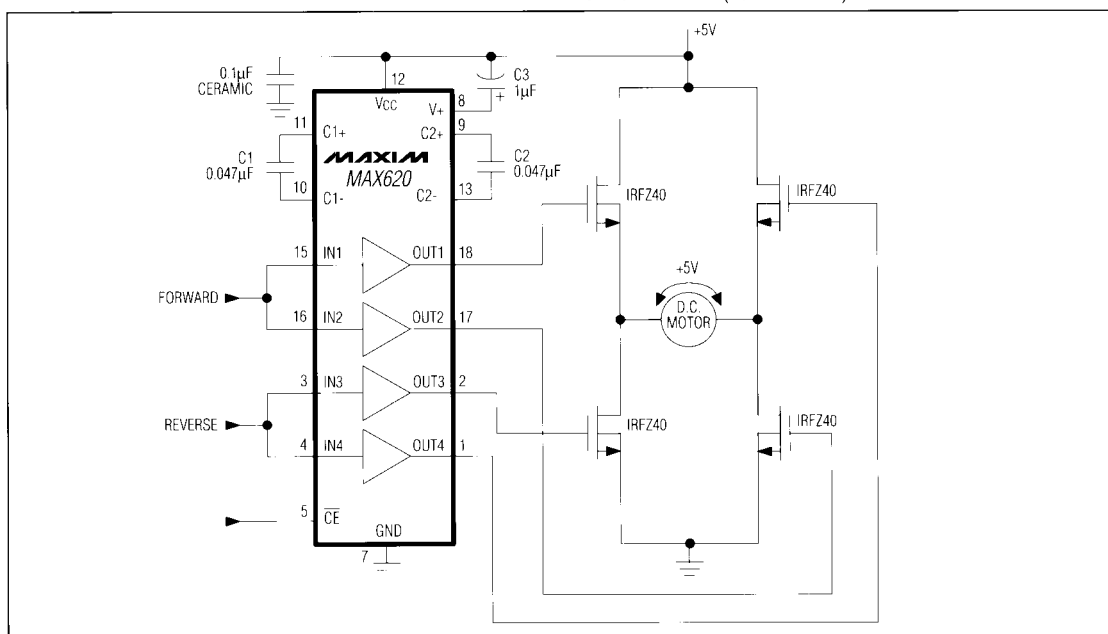 +5V
0.1µF
CERAMIC
12
VCC
C3
1µF
+
V+
8
11
C1+
C2+
9
C1
0.047µF
MAXIM
MAX620
C2
0.047µF
10
C1-
C2-
13
IRFZ40
IRFZ40
15
IN1
OUT1
18
FORWARD
+5V
D.C.
MOTOR
16
IN2
OUT2
17
3
IN3
OUT3
2
REVERSE
IRFZ40
IRFZ40
4
IN4
OUT4
1
5
CE
GND
7